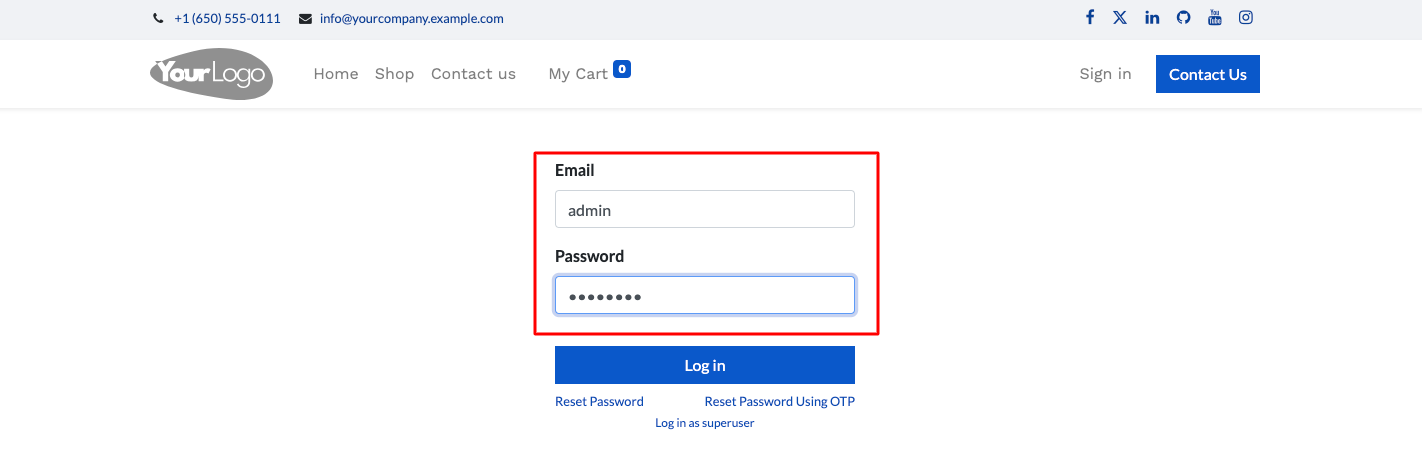 +1 (650) 555-0111 info@yourcompany.example.com
YourLogo Home Shop Contact us My Cart 0 Sign in Contact Us
Email
admin
Password
Log in
Reset Password Reset Password Using OTP
Log in as superuser